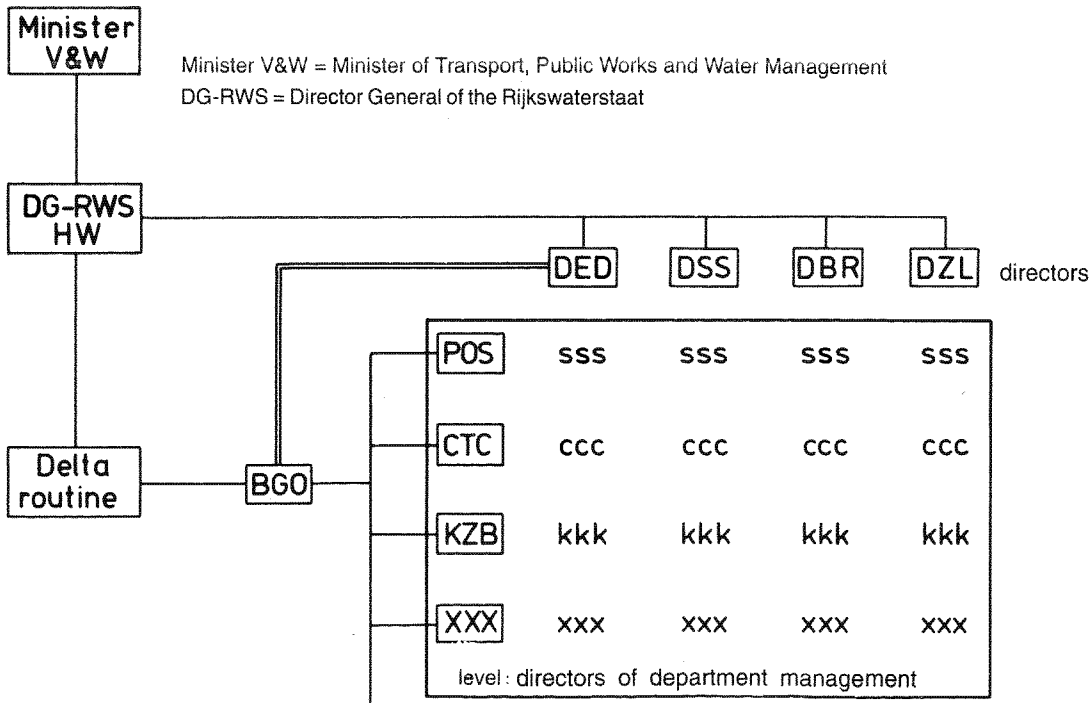 Minister
V&W
Minister V&W = Minister of Transport, Public Works and Water Management
DG-RWS = Director General of the Rijkswaterstaat
DG-RWS
HW
DED DSS DBR DZL directors
POS sss sss sss sss
CTC ccc ccc ccc ccc
Delta
routine
BGO
KZB kkk kkk kkk kkk
XXX xxx xxx xxx xxx
level: directors of department management